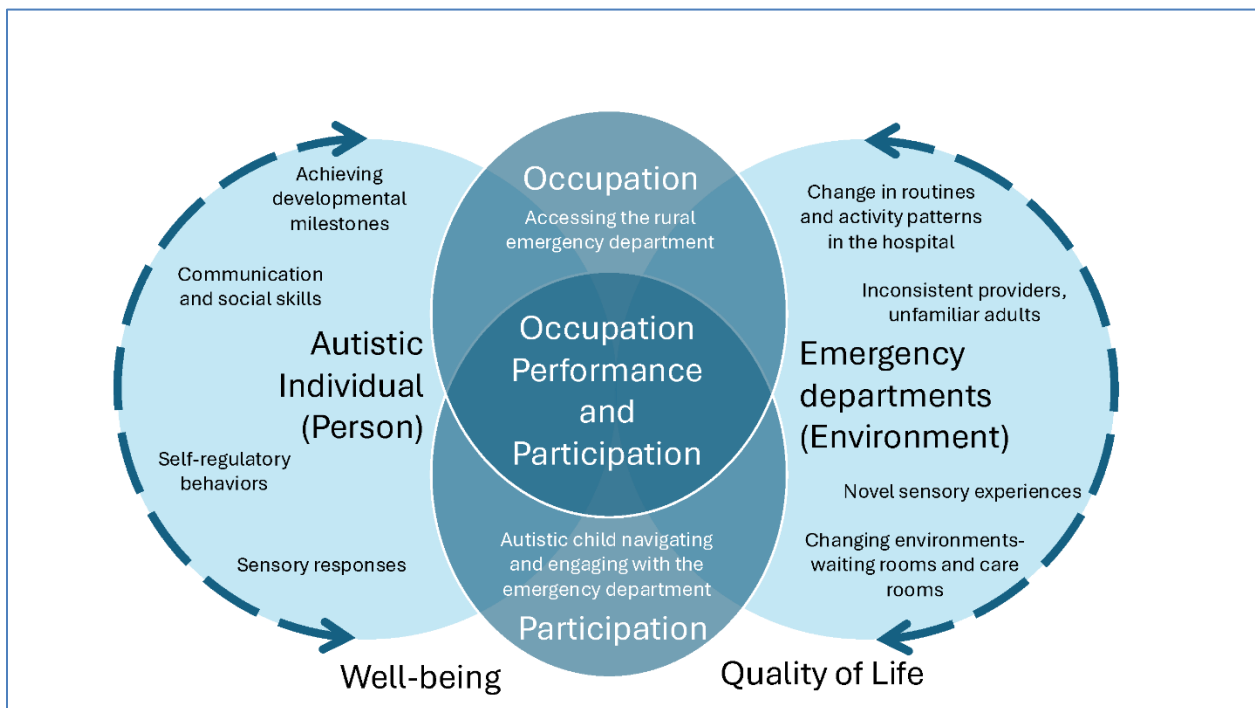 Achieving
developmental
milestones
Communication
and social skills
Autistic
Individual
(Person)
Self-regulatory
behaviors
Sensory responses
Well-being
Occupation
Accessing the rural
emergency department
Occupation
Performance
and
Participation
Autistic child navigating
and engaging with the
emergency department
Participation
Change in routines
and activity patterns
in the hospital
Inconsistent providers,
unfamiliar adults
Emergency
departments
(Environment)
Novel sensory experiences
Changing environments-
waiting rooms and care
rooms
Quality of Life